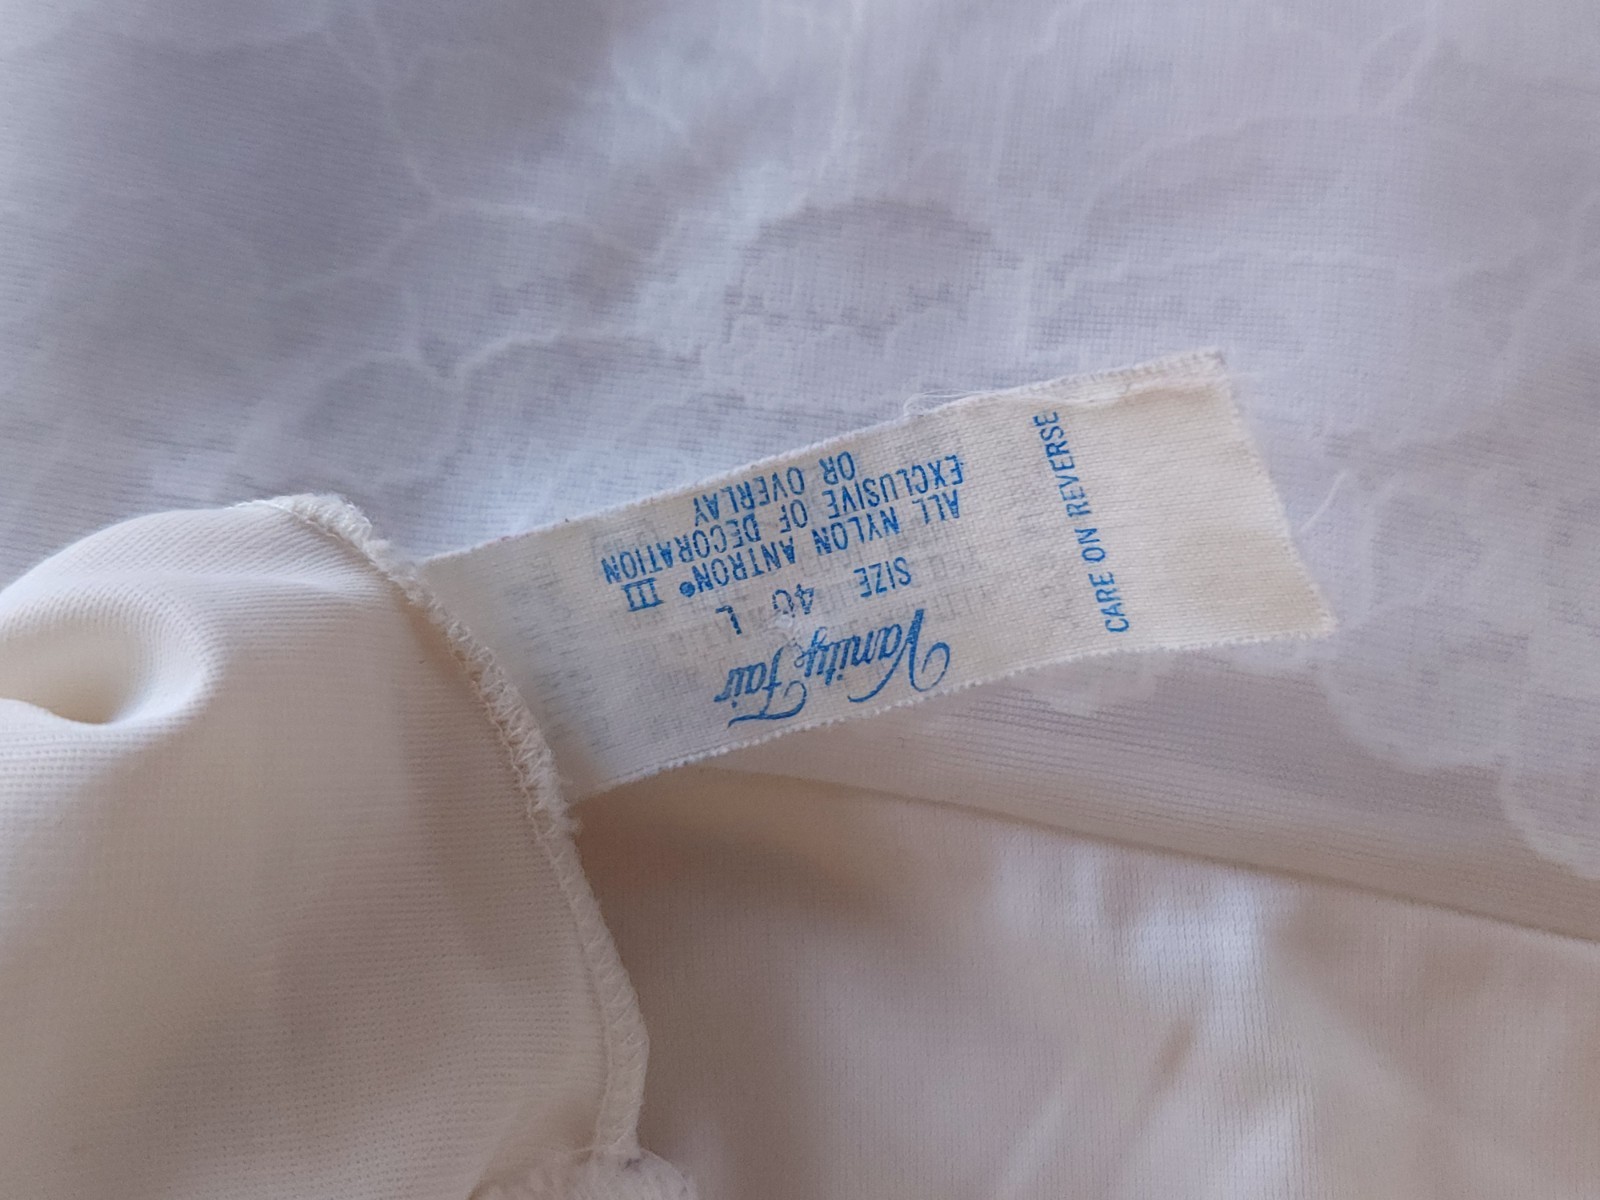 Vanity Fair
SIZE 40 L
ALL NYLON ANTRON® III
EXCLUSIVE OF DECORATION
OR OVERLAY
CARE ON REVERSE